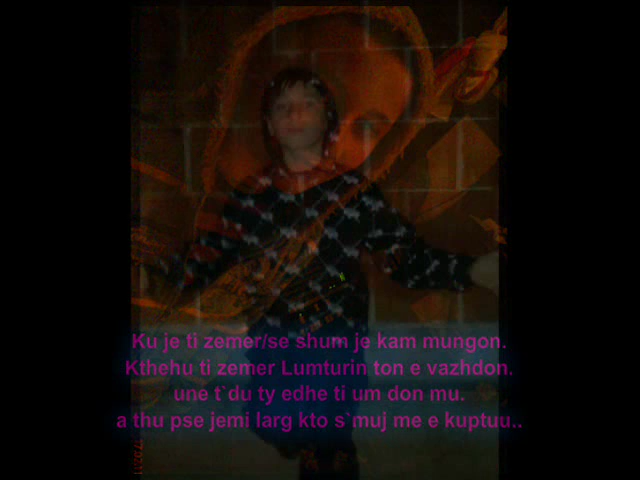 Ku je ti zemer/se shum je kam mungon.
Kthehu ti zemer Lumturin ton e vazhdon.
une t`du ty edhe ti um don mu.
a thu pse jemi larg kto s`muj me e kuptuu..